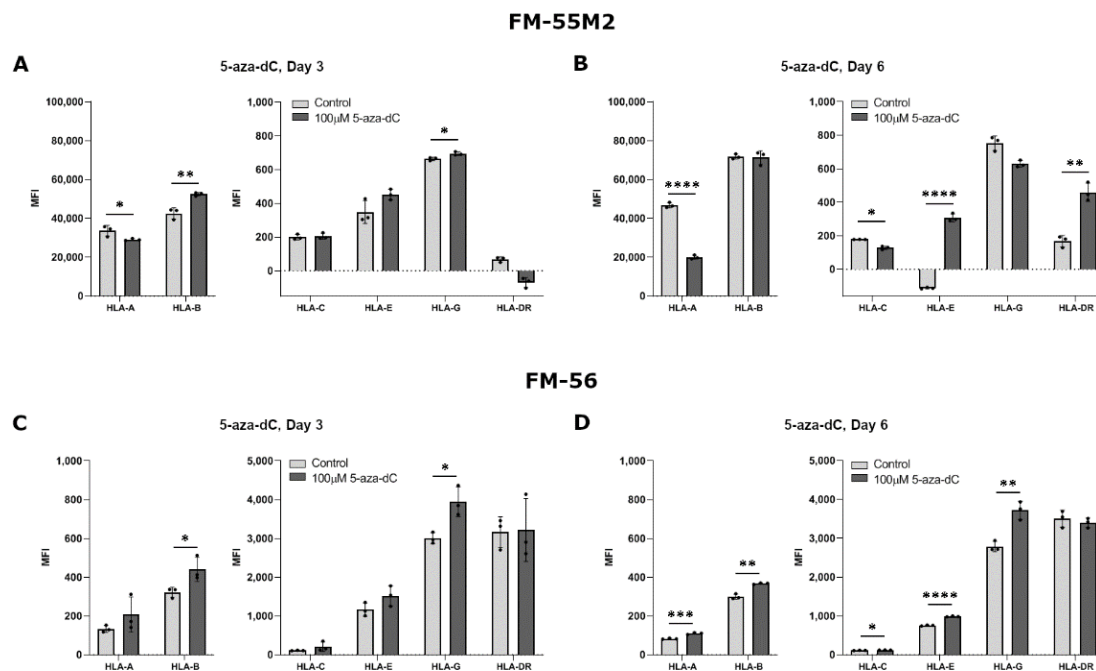 FM-55M2
A
5-aza-dC, Day 3
MFI
100,000
80,000
60,000
40,000
20,000
0
*
**
HLA-A
HLA-B
MFI
1,000
800
600
400
200
0
Control
100µM 5-aza-dC
*
HLA-C
HLA-E
HLA-G
HLA-DR
B
5-aza-dC, Day 6
MFI
100,000
80,000
60,000
40,000
20,000
0
****
HLA-A
HLA-B
MFI
1,000
800
600
400
200
0
Control
100µM 5-aza-dC
*
****
**
HLA-C
HLA-E
HLA-G
HLA-DR
FM-56
C
5-aza-dC, Day 3
MFI
1,000
800
600
400
200
0
*
HLA-A
HLA-B
MFI
5,000
4,000
3,000
2,000
1,000
0
Control
100µM 5-aza-dC
*
HLA-C
HLA-E
HLA-G
HLA-DR
D
5-aza-dC, Day 6
MFI
1,000
800
600
400
200
0
***
**
HLA-A
HLA-B
MFI
5,000
4,000
3,000
2,000
1,000
0
Control
100µM 5-aza-dC
*
****
**
HLA-C
HLA-E
HLA-G
HLA-DR